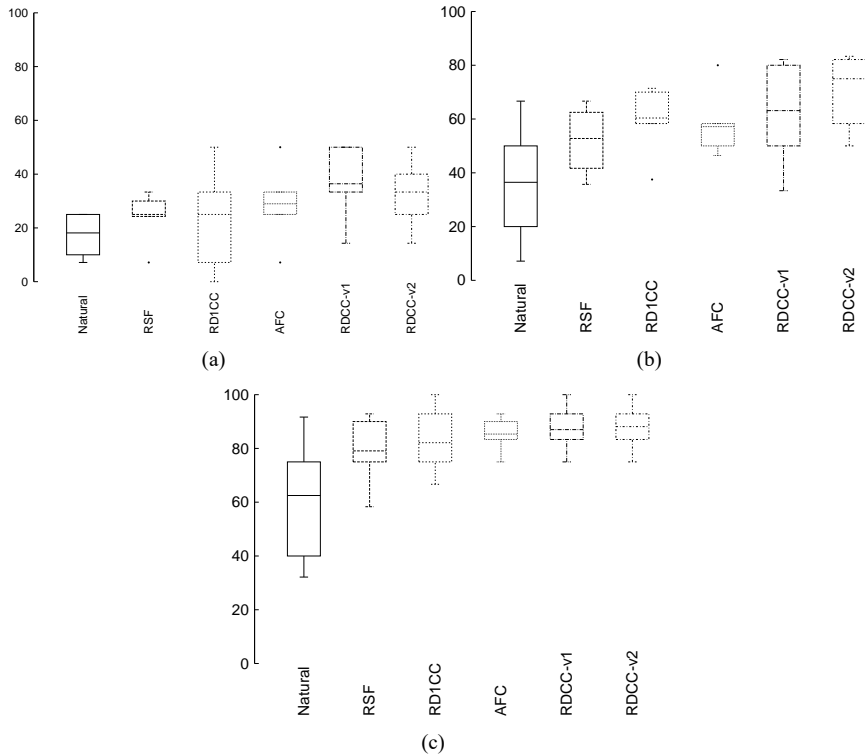 100
80
60
40
20
0
Natural
RSF
RD1CC
AFC
RDCC-v1
RDCC-v2
(a)
100
80
60
40
20
0
Natural
RSF
RD1CC
AFC
RDCC-v1
RDCC-v2
(b)
100
80
60
40
20
0
Natural
RSF
RD1CC
AFC
RDCC-v1
RDCC-v2
(c)